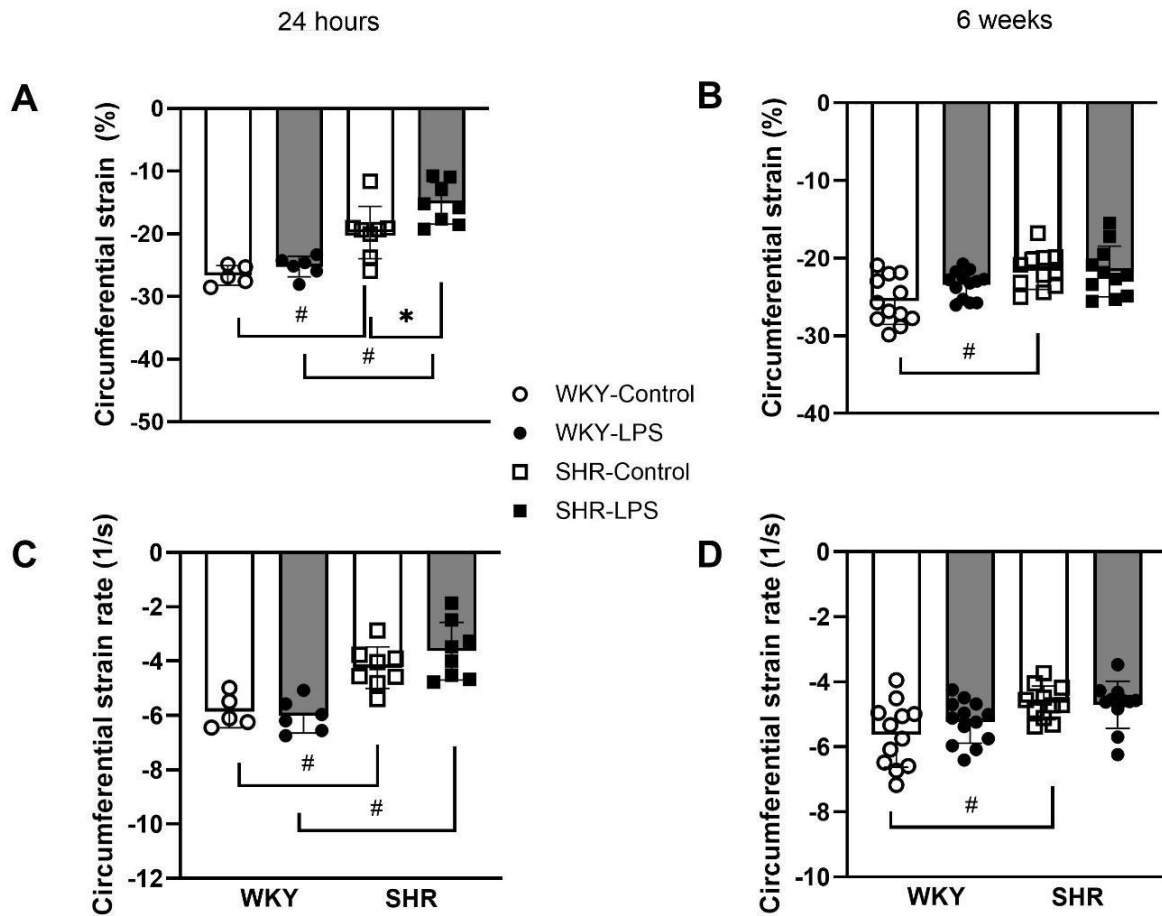 24 hours
6 weeks
A
Circumferential strain (%)
0
-10
-20
-30
-40
-50
#
*
#
B
Circumferential strain (%)
0
-10
-20
-30
-40
#
WKY-Control
WKY-LPS
SHR-Control
SHR-LPS
C
Circumferential strain rate (1/s)
0
-2
-4
-6
-8
-10
-12
#
#
WKY SHR
D
Circumferential strain rate (1/s)
0
-2
-4
-6
-8
-10
#
WKY SHR